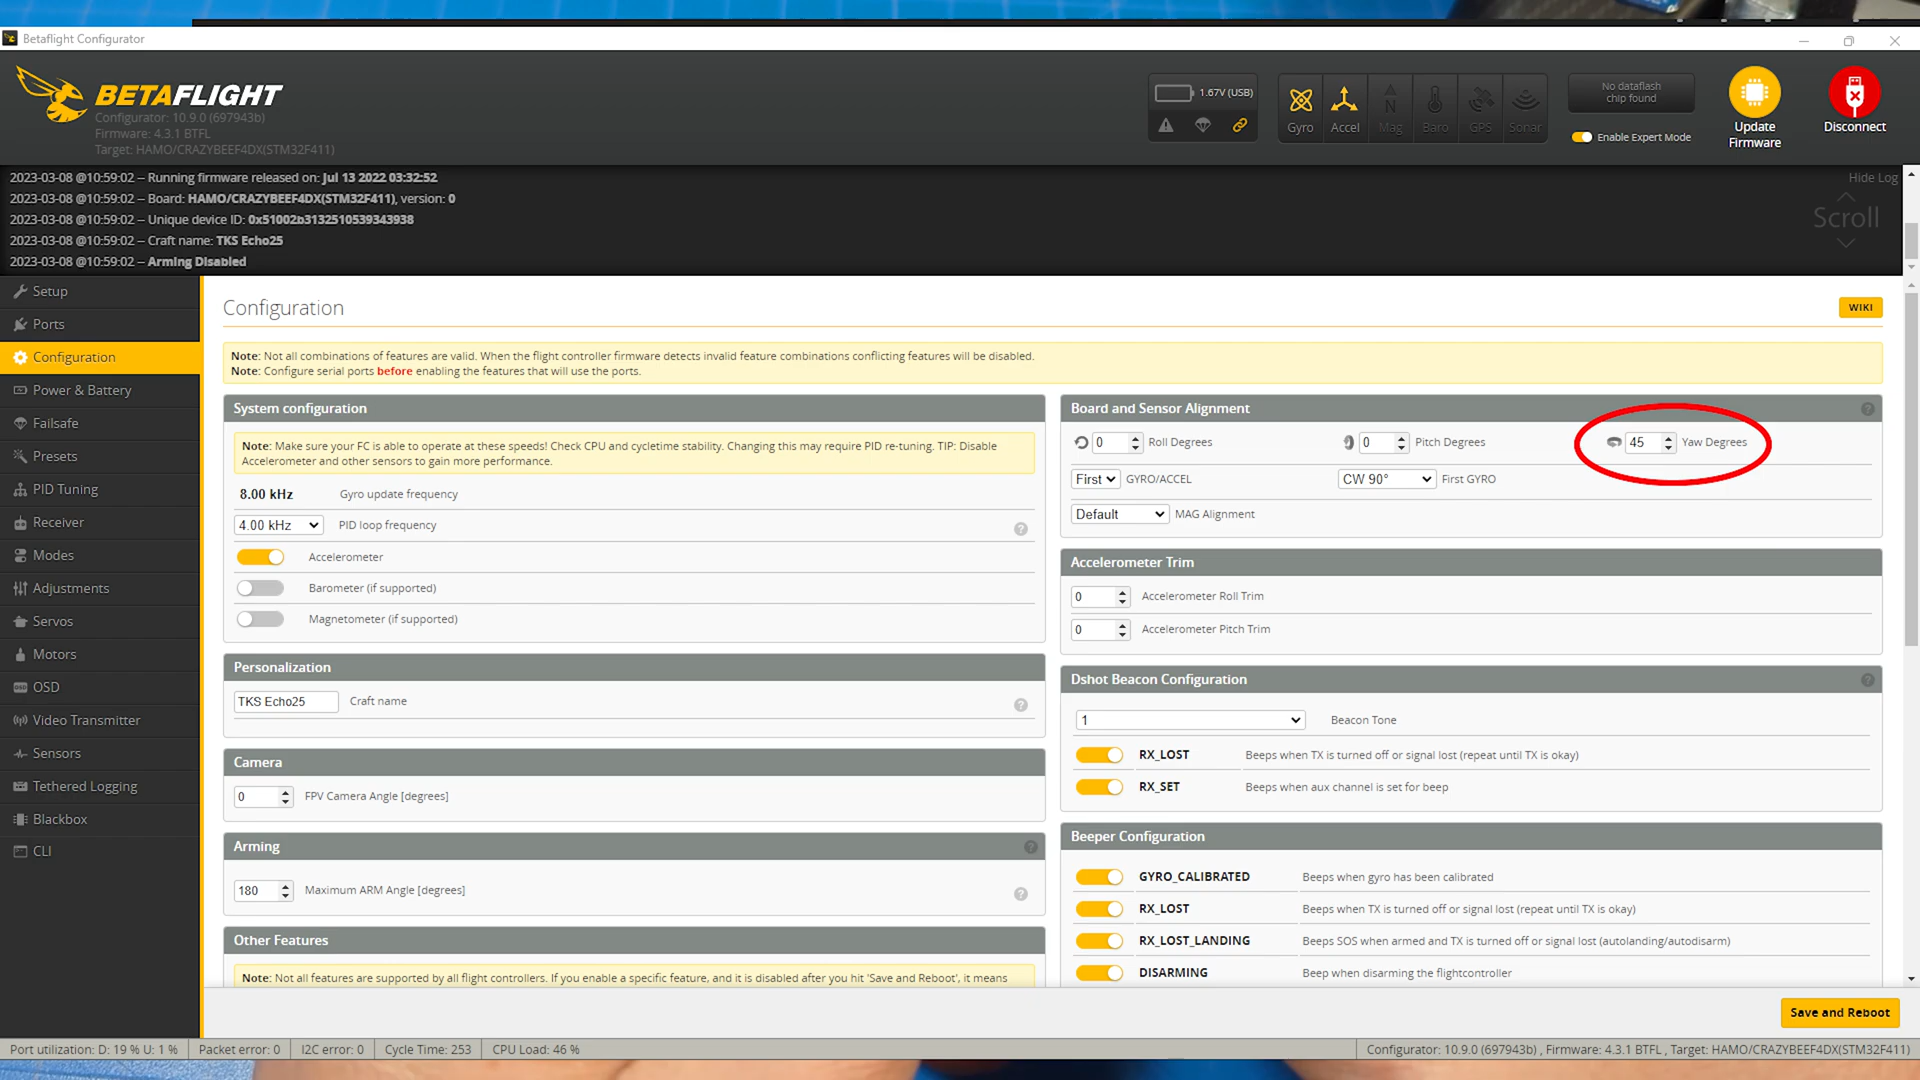 Betaflight Configurator
BETAFLIGHT
Configurator: 10.9.0 (697943b)
Firmware: 4.3.1 BTFL
Target: HAMO/CRAZYBEEF4DX(STM32F411)
1.67V (USB)
Gyro
Accel
Mag
Baro
GPS
Sonar
No dataflash
chip found
Enable Expert Mode
Update
Firmware
Disconnect
2023-03-08 @10:59:02 – Running firmware released on: Jul 13 2022 03:32:52
2023-03-08 @10:59:02 – Board: HAMO/CRAZYBEEF4DX(STM32F411), version: 0
2023-03-08 @10:59:02 – Unique device ID: 0x51002b3132510539343938
2023-03-08 @10:59:02 – Craft name: TKS Echo25
2023-03-08 @10:59:02 – Arming Disabled
Hide Log
Scroll
Setup
Ports
Configuration
Power & Battery
Failsafe
Presets
PID Tuning
Receiver
Modes
Adjustments
Servos
Motors
OSD
Video Transmitter
Sensors
Tethered Logging
Blackbox
CLI
Configuration
WIKI
Note: Not all combinations of features are valid. When the flight controller firmware detects invalid feature combinations conflicting features will be disabled.
Note: Configure serial ports before enabling the features that will use the ports.
System configuration
Note: Make sure your FC is able to operate at these speeds! Check CPU and cycletime stability. Changing this may require PID re-tuning. TIP: Disable
Accelerometer and other sensors to gain more performance.
8.00 kHz Gyro update frequency
4.00 kHz PID loop frequency
Accelerometer
Barometer (if supported)
Magnetometer (if supported)
Personalization
TKS Echo25 Craft name
Camera
0 FPV Camera Angle [degrees]
Arming
180 Maximum ARM Angle [degrees]
Other Features
Note: Not all features are supported by all flight controllers. If you enable a specific feature, and it is disabled after you hit 'Save and Reboot', it means
Board and Sensor Alignment
0 Roll Degrees
0 Pitch Degrees
45 Yaw Degrees
First GYRO/ACCEL
CW 90° First GYRO
Default MAG Alignment
Accelerometer Trim
0 Accelerometer Roll Trim
0 Accelerometer Pitch Trim
Dshot Beacon Configuration
1 Beacon Tone
RX_LOST Beeps when TX is turned off or signal lost (repeat until TX is okay)
RX_SET Beeps when aux channel is set for beep
Beeper Configuration
GYRO_CALIBRATED Beeps when gyro has been calibrated
RX_LOST Beeps when TX is turned off or signal lost (repeat until TX is okay)
RX_LOST_LANDING Beeps SOS when armed and TX is turned off or signal lost (autolanding/autodisarm)
DISARMING Beep when disarming the flightcontroller
Save and Reboot
Port utilization: D: 19 % U: 1 %
Packet error: 0
I2C error: 0
Cycle Time: 253
CPU Load: 46 %
Configurator: 10.9.0 (697943b) , Firmware: 4.3.1 BTFL , Target: HAMO/CRAZYBEEF4DX(STM32F411)